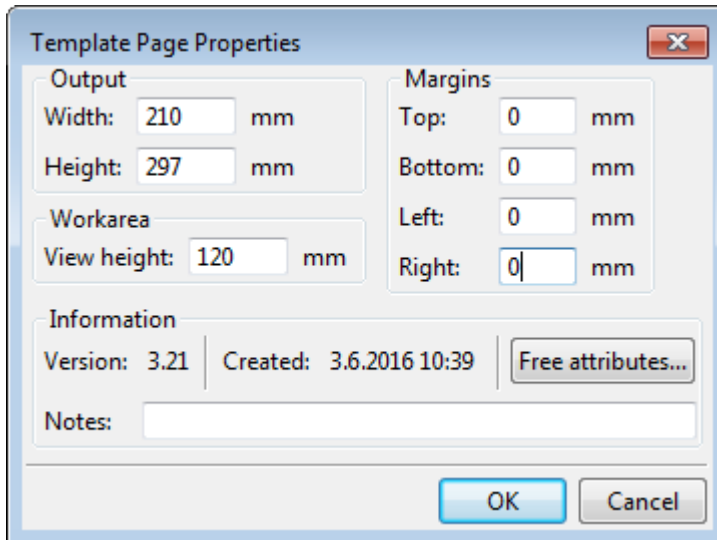 Template Page Properties
Output
Width: 210 mm
Height: 297 mm
Workarea
View height: 120 mm
Margins
Top: 0 mm
Bottom: 0 mm
Left: 0 mm
Right: 0 mm
Information
Version: 3.21 Created: 3.6.2016 10:39 Free attributes...
Notes:
OK Cancel